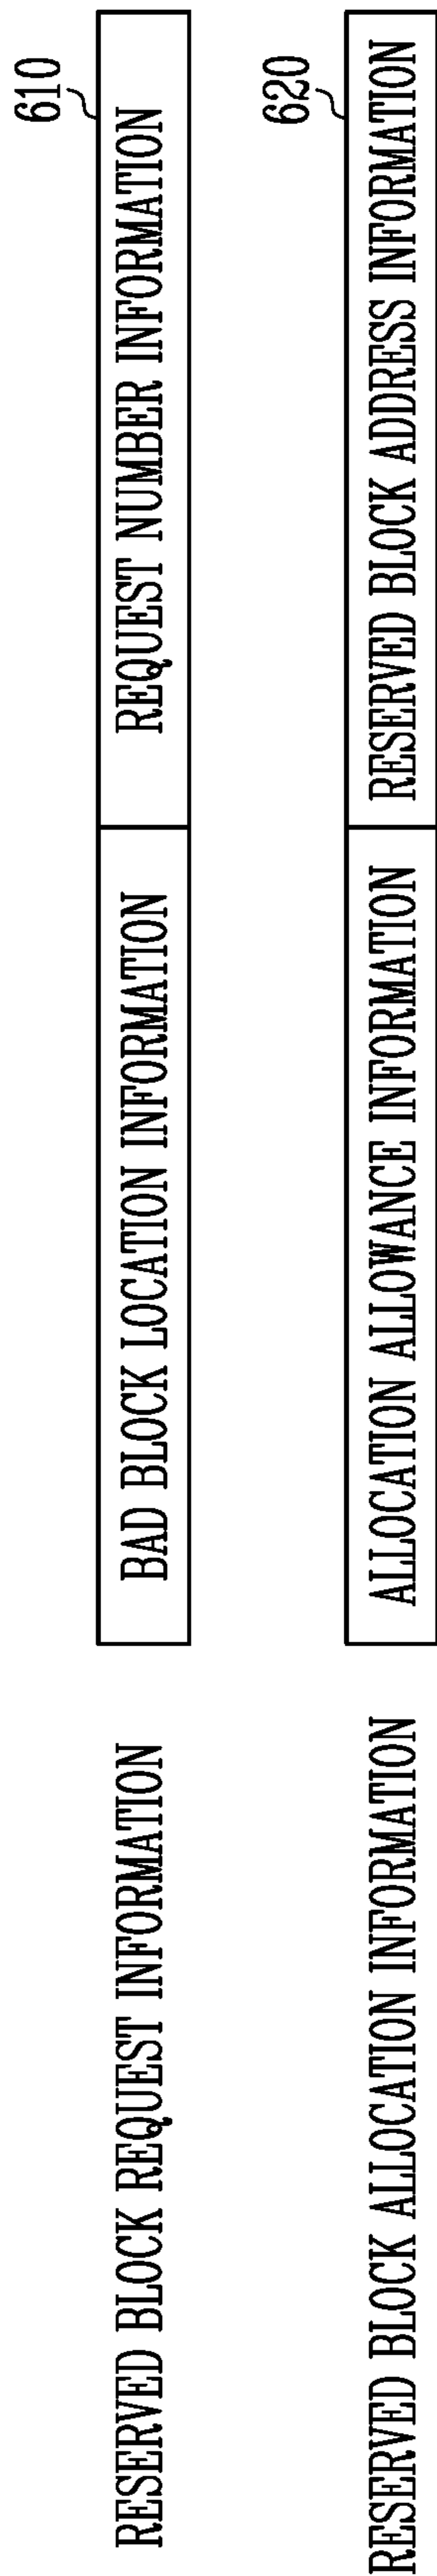 610
RESERVED BLOCK REQUEST INFORMATION BAD BLOCK LOCATION INFORMATION REQUEST NUMBER INFORMATION
620
RESERVED BLOCK ALLOCATION INFORMATION ALLOCATION ALLOWANCE INFORMATION RESERVED BLOCK ADDRESS INFORMATION